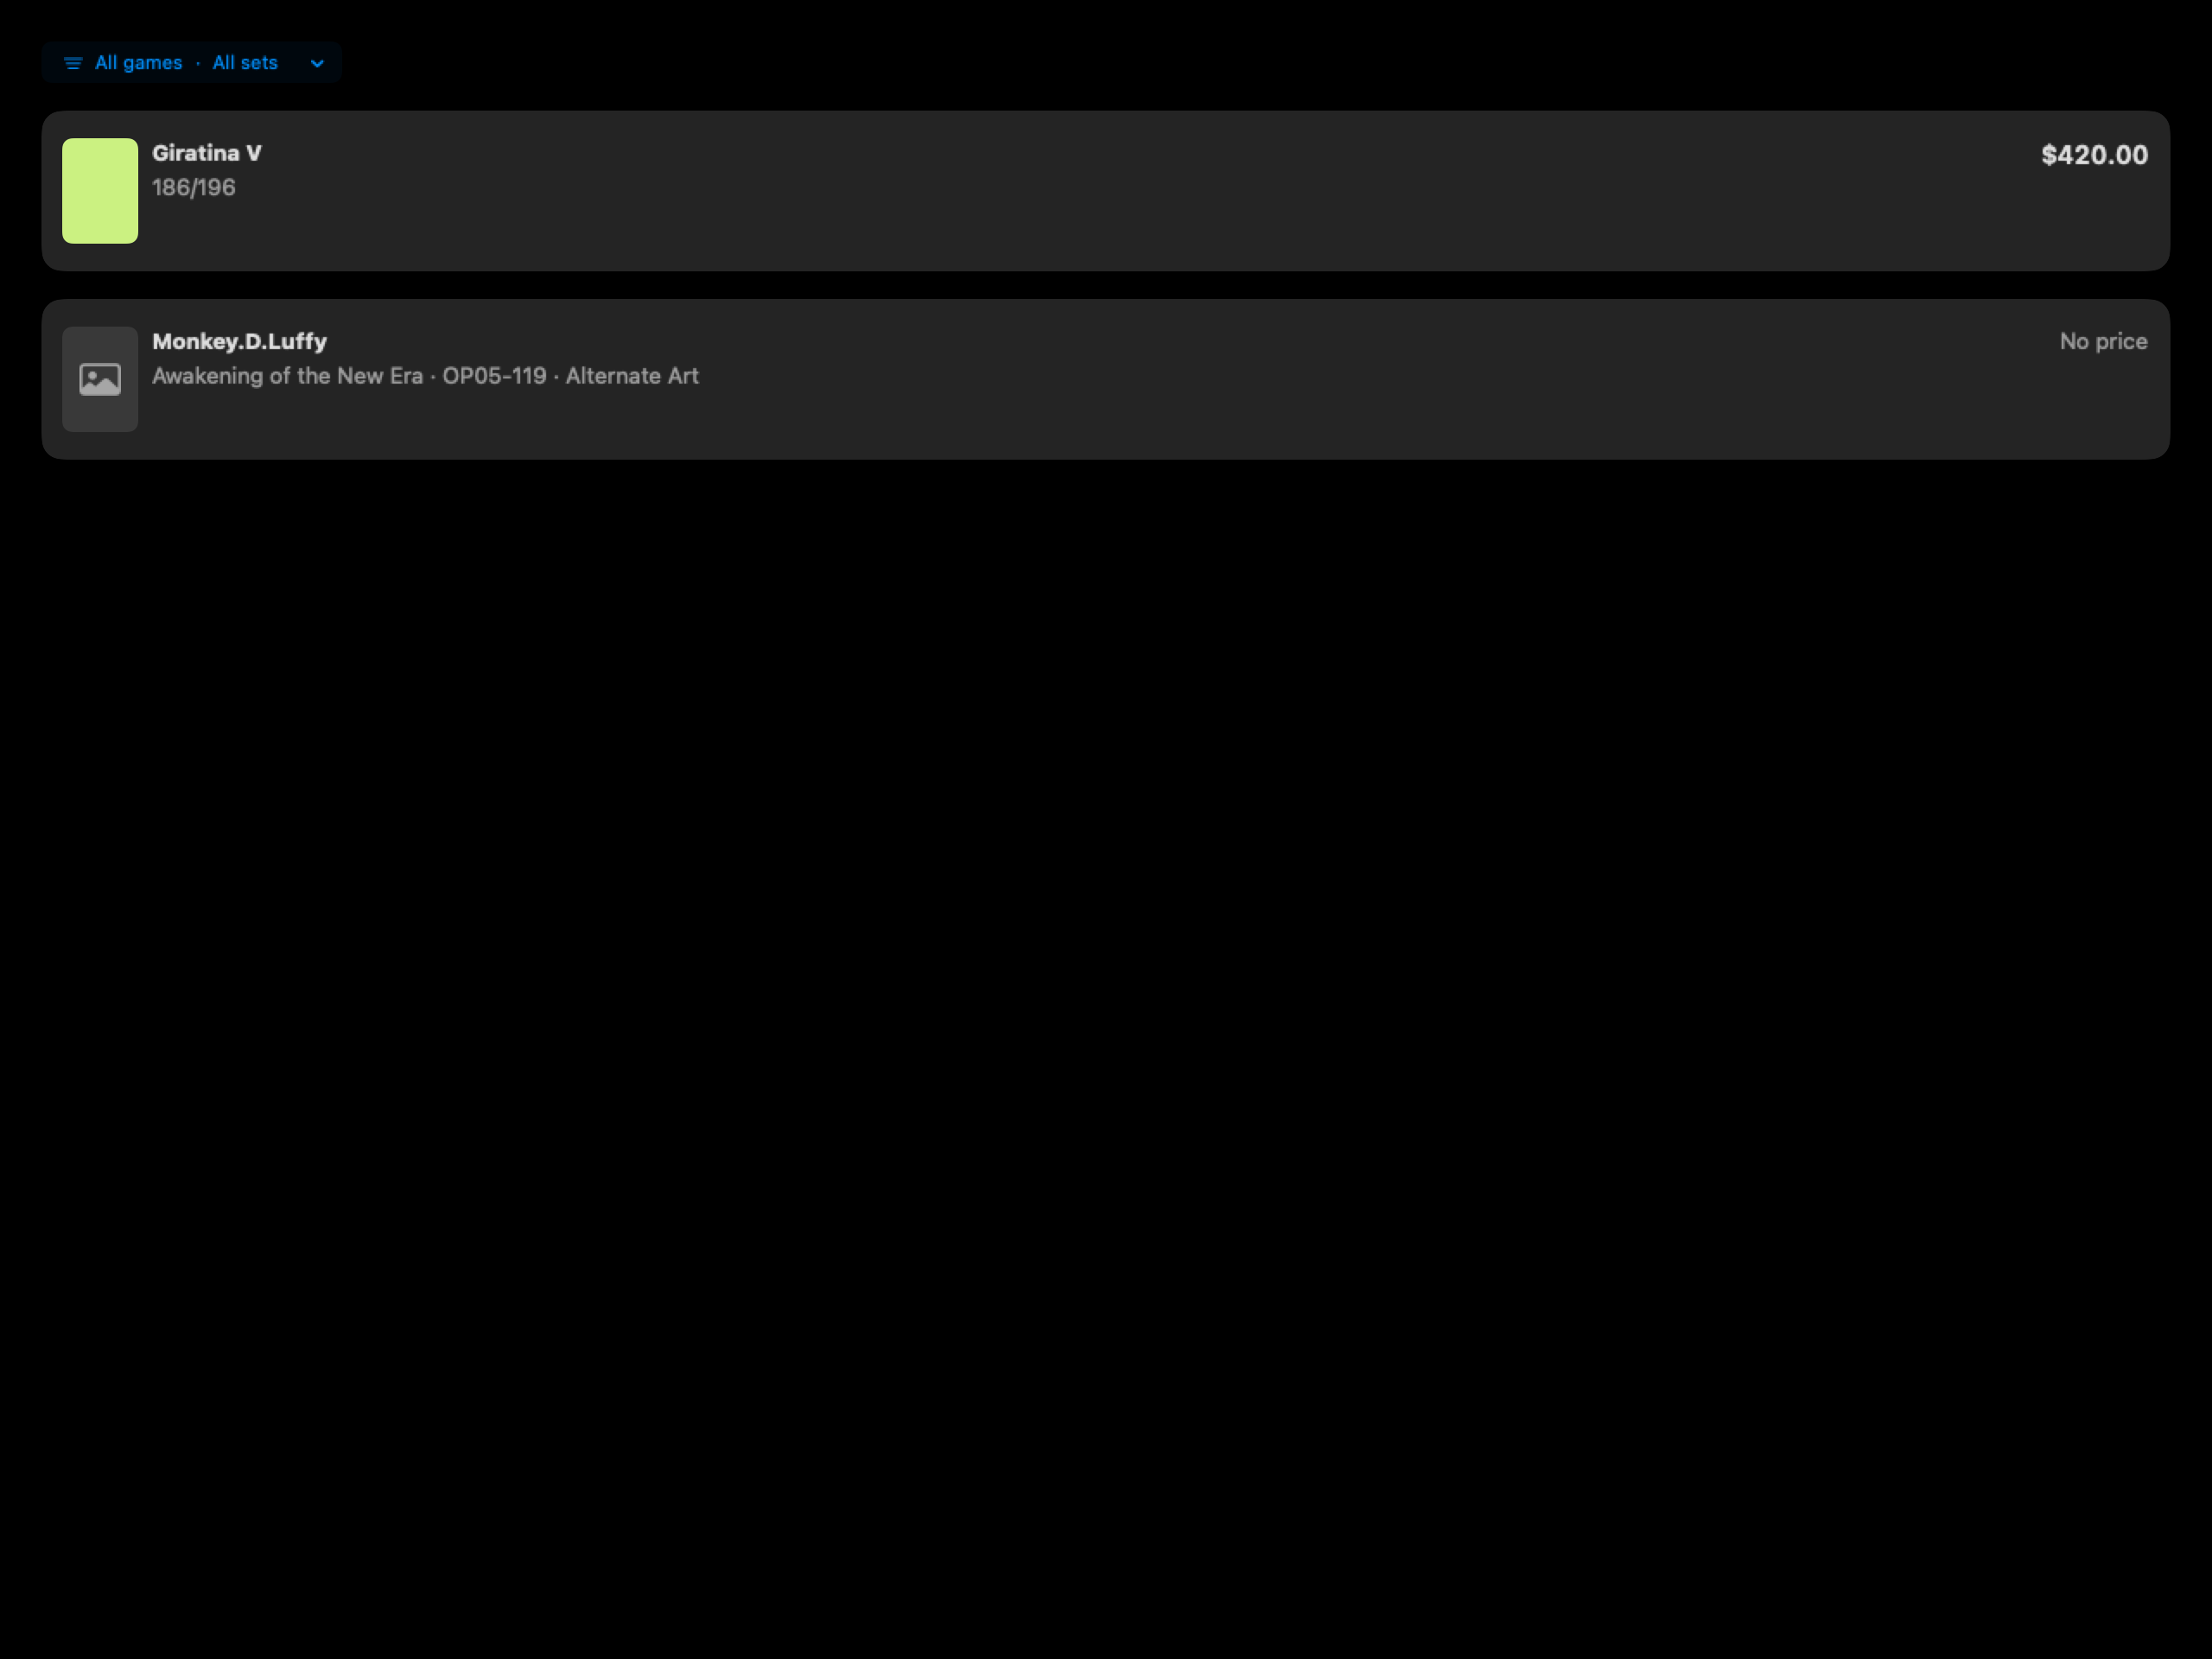 All games · All sets
Giratina V
$420.00
186/196
Monkey.D.Luffy
No price
Awakening of the New Era · OP05-119 · Alternate Art